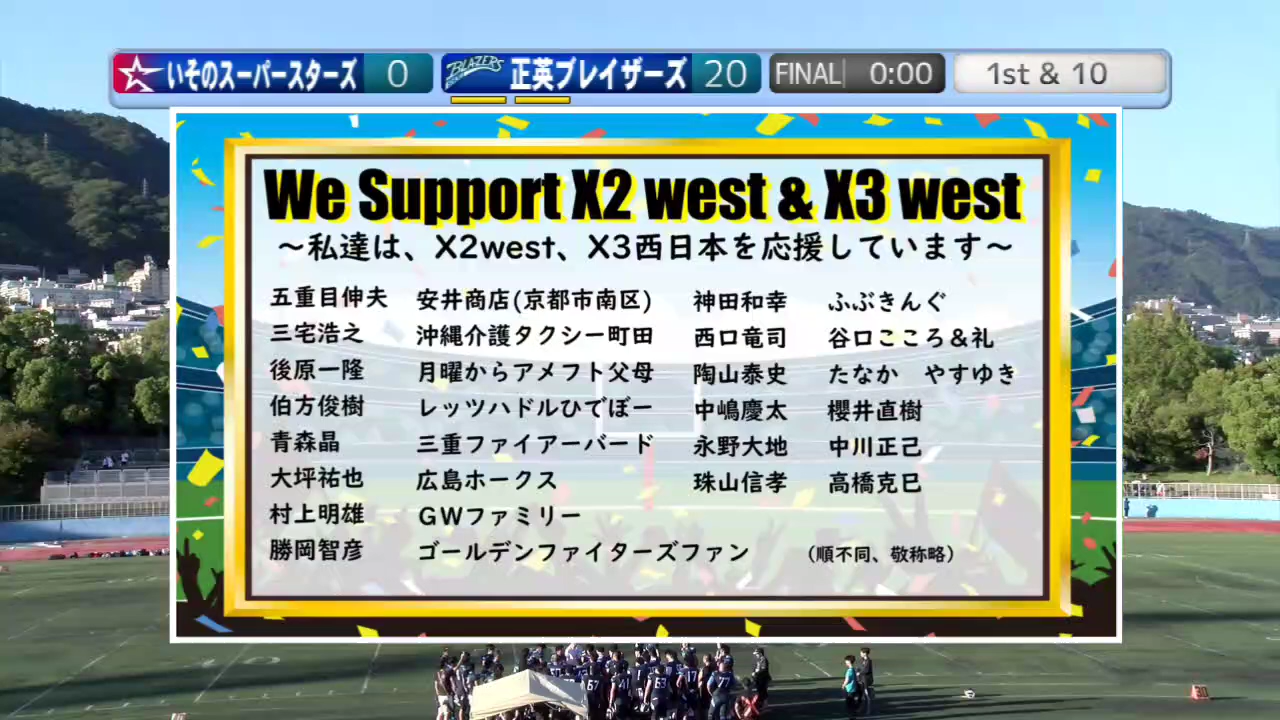 いそのスーパースターズ 0 BLAZERS 正英ブレイザーズ 20 FINAL 0:00 1st & 10
We Support X2 west & X3 west
～私達は、X2west、X3西日本を応援しています～
五重目伸夫 安井商店(京都市南区) 神田和幸 ふぶきんぐ
三宅浩之 沖縄介護タクシー町田 西口竜司 谷口こころ＆礼
後原一隆 月曜からアメフト父母 陶山泰史 たなか やすゆき
伯方俊樹 レッツハドルひでぼー 中嶋慶太 櫻井直樹
青森晶 三重ファイアーバード 永野大地 中川正己
大坪祐也 広島ホークス 珠山信孝 高橋克巳
村上明雄 GWファミリー
勝岡智彦 ゴールデンファイターズファン （順不同、敬称略）